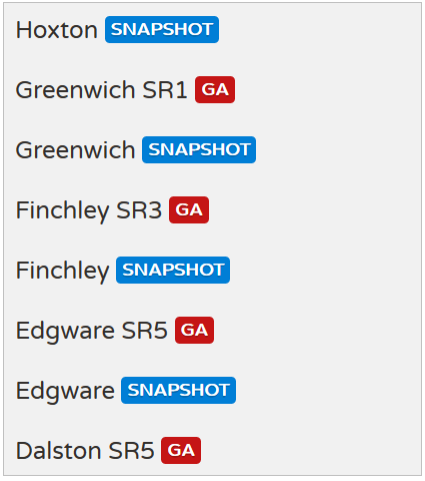 Hoxton SNAPSHOT
Greenwich SR1 GA
Greenwich SNAPSHOT
Finchley SR3 GA
Finchley SNAPSHOT
Edgware SR5 GA
Edgware SNAPSHOT
Dalston SR5 GA